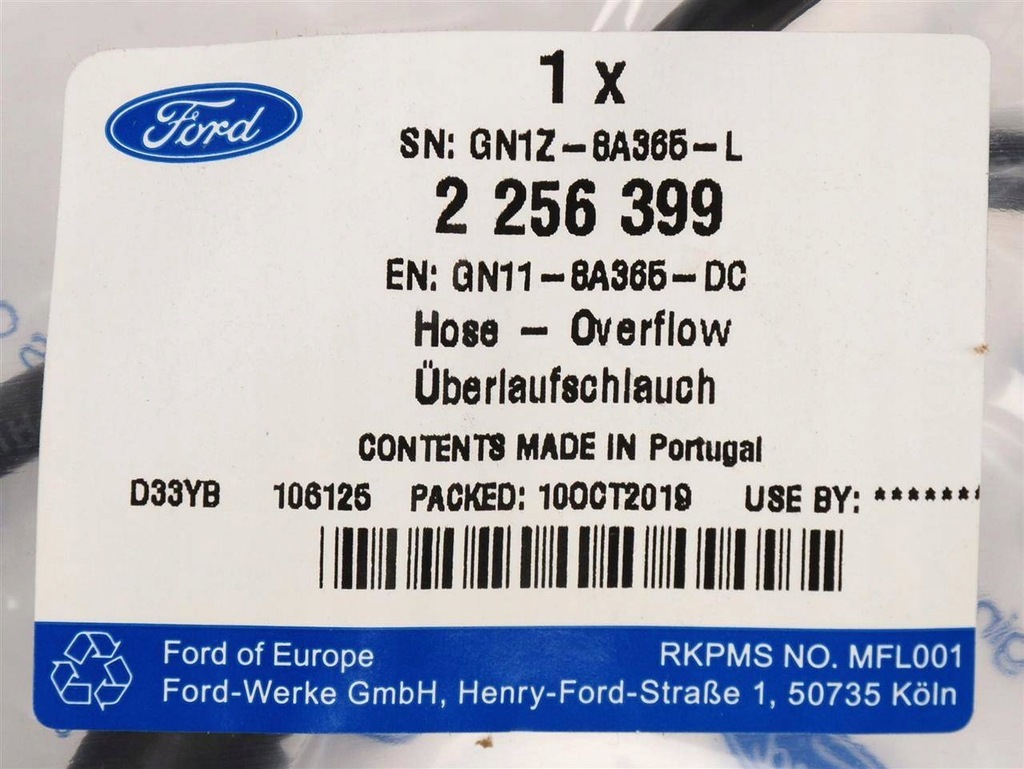 Ford
1 x
SN: GN1Z-8A365-L
2 256 399
EN: GN11-8A365-DC
Hose - Overflow
Überlaufschlauch
CONTENTS MADE IN Portugal
D33YB 106125 PACKED: 10OCT2019 USE BY: *******
Ford of Europe RKPMS NO. MFL001
Ford-Werke GmbH, Henry-Ford-Straße 1, 50735 Köln